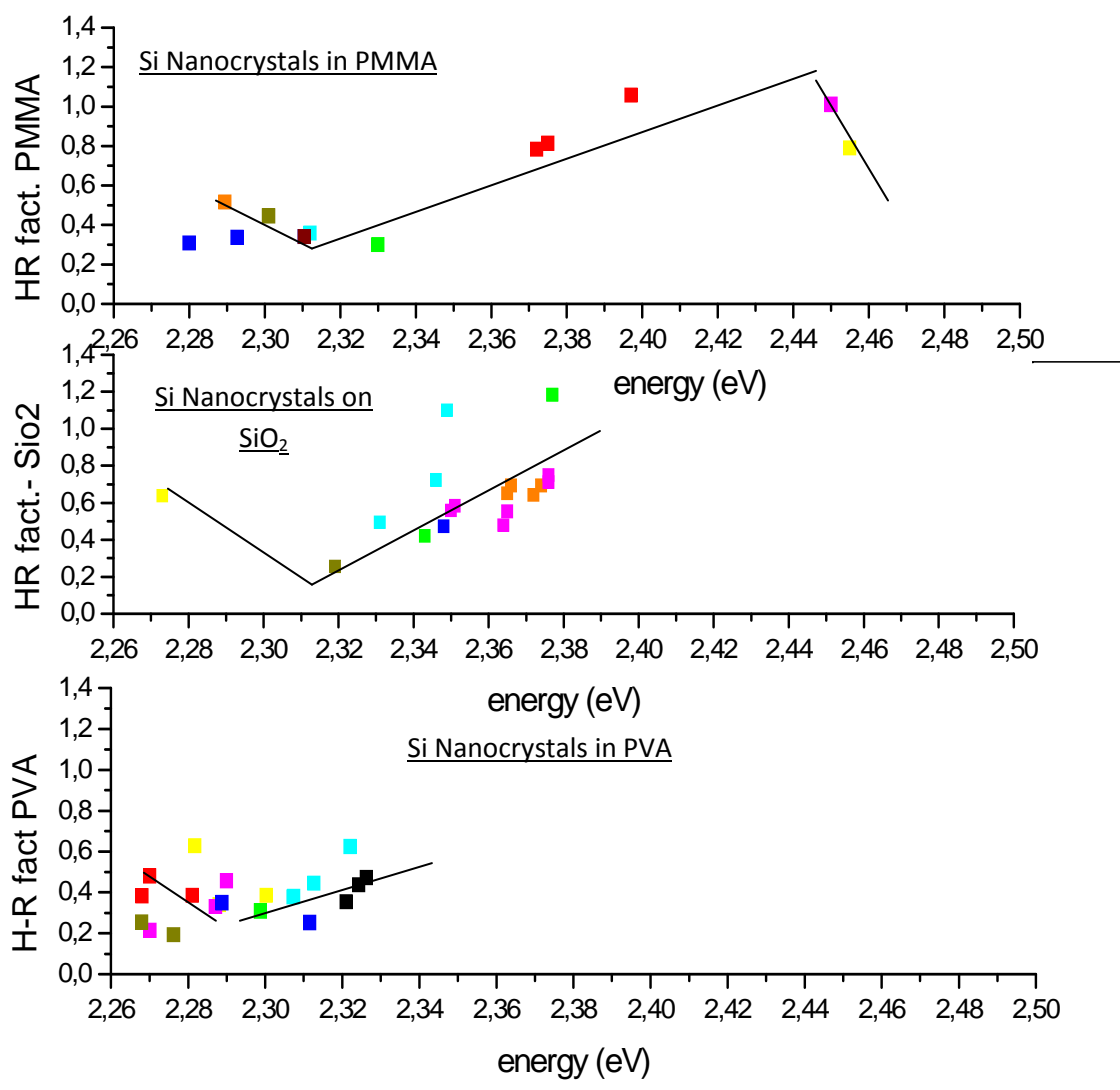 Si Nanocrystals in PMMA
HR fact. PMMA
1,4
1,2
1,0
0,8
0,6
0,4
0,2
0,0
2,26 2,28 2,30 2,32 2,34 2,36 2,38 2,40 2,42 2,44 2,46 2,48 2,50
energy (eV)
Si Nanocrystals on
SiO₂
HR fact.- Sio2
1,4
1,2
1,0
0,8
0,6
0,4
0,2
0,0
2,26 2,28 2,30 2,32 2,34 2,36 2,38 2,40 2,42 2,44 2,46 2,48 2,50
energy (eV)
Si Nanocrystals in PVA
H-R fact PVA
1,4
1,2
1,0
0,8
0,6
0,4
0,2
0,0
2,26 2,28 2,30 2,32 2,34 2,36 2,38 2,40 2,42 2,44 2,46 2,48 2,50
energy (eV)